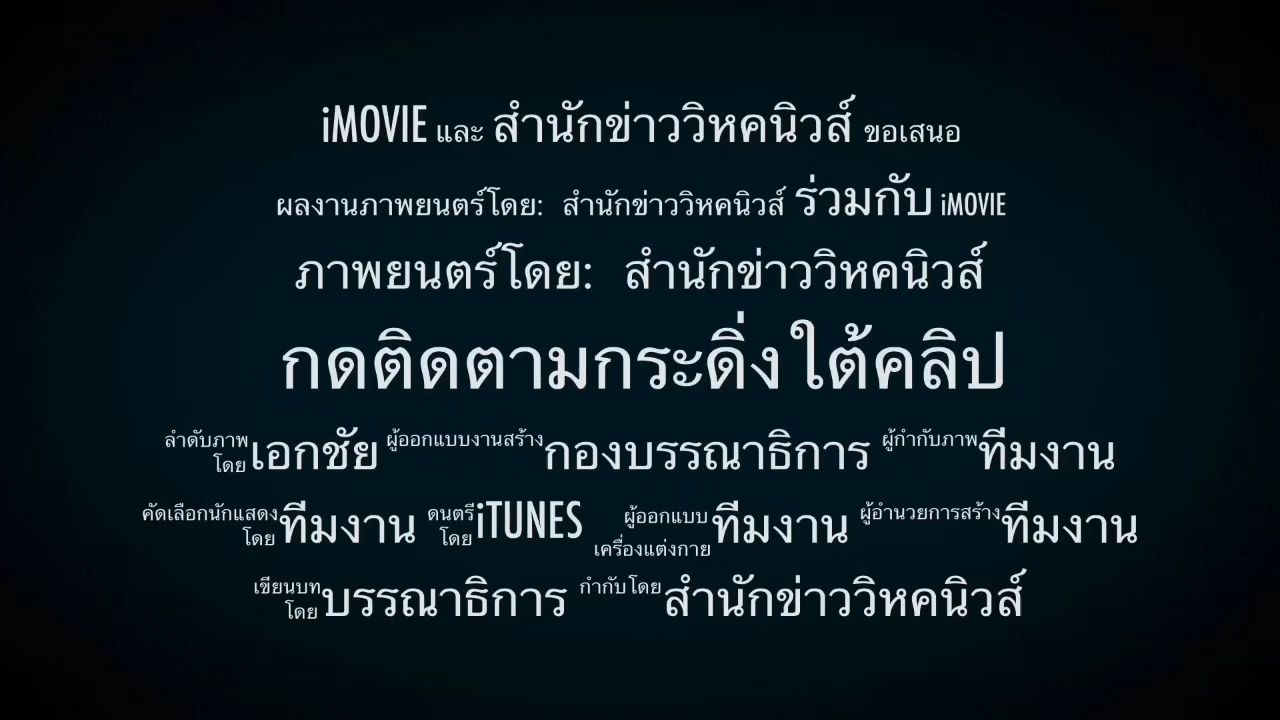 iMOVIE และ สำนักข่าววิหคนิวส์ ขอเสนอ
ผลงานภาพยนตร์โดย: สำนักข่าววิหคนิวส์ ร่วมกับ iMOVIE
ภาพยนตร์โดย: สำนักข่าววิหคนิวส์
กดติดตามกระดิ่ง ใต้คลิป
ลำดับภาพโดย เอกชัย ผู้ออกแบบงานสร้าง กองบรรณาธิการ ผู้กำกับภาพ ทีมงาน
คัดเลือกนักแสดงโดย ทีมงาน ดนตรีโดย iTUNES ผู้ออกแบบเครื่องแต่งกาย ทีมงาน ผู้อำนวยการสร้าง ทีมงาน
เขียนบทโดย บรรณาธิการ กำกับโดย สำนักข่าววิหคนิวส์